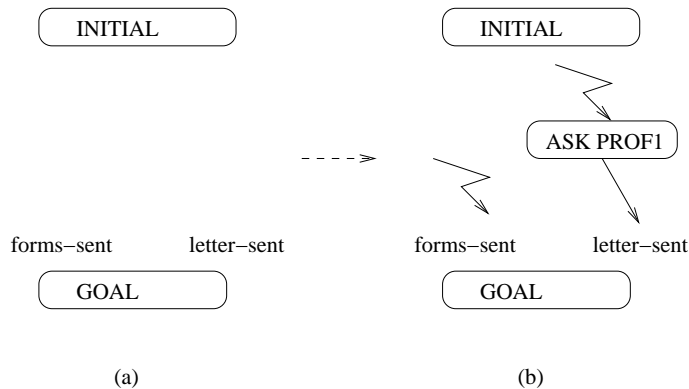 INITIAL INITIAL
ASK PROF1
forms−sent letter−sent forms−sent letter−sent
GOAL GOAL
(a) (b)